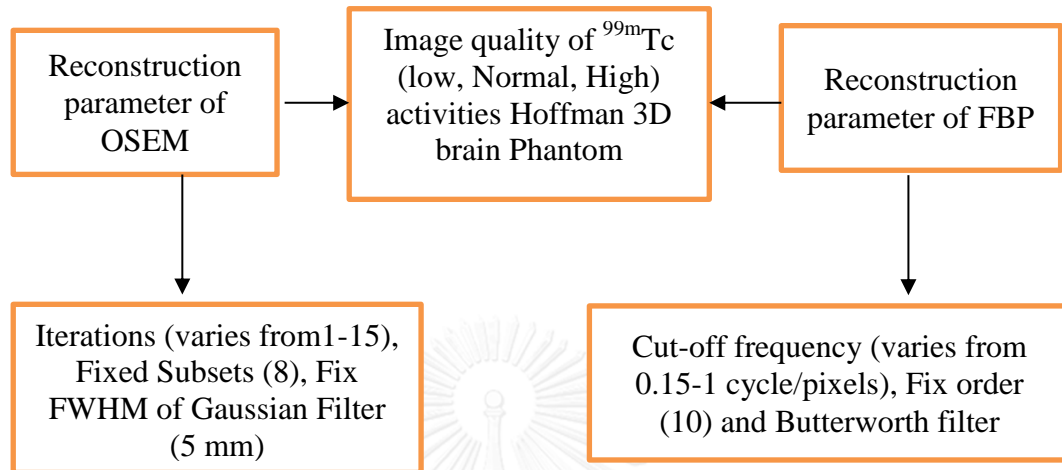 Reconstruction
parameter of
OSEM
Image quality of ⁹⁹ᵐTc
(low, Normal, High)
activities Hoffman 3D
brain Phantom
Reconstruction
parameter of FBP
Iterations (varies from1-15),
Fixed Subsets (8), Fix
FWHM of Gaussian Filter
(5 mm)
Cut-off frequency (varies from
0.15-1 cycle/pixels), Fix order
(10) and Butterworth filter